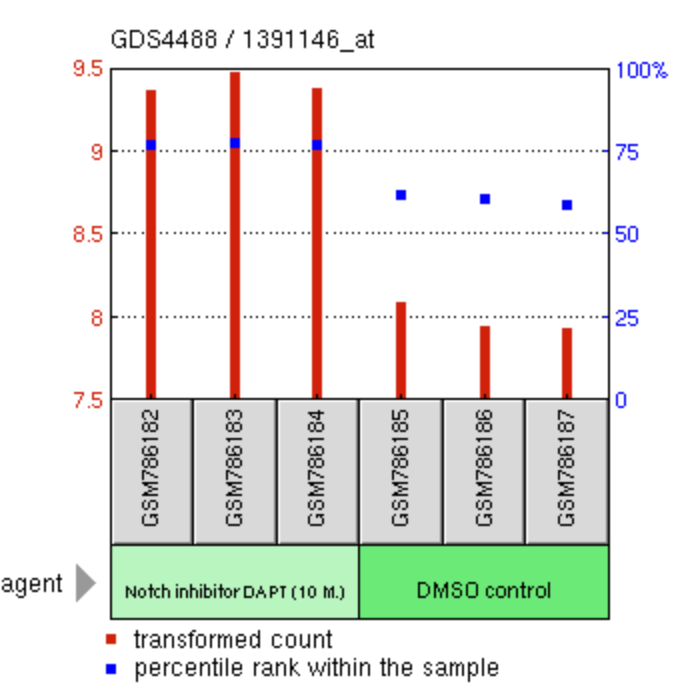 GDS4488 / 1391146_at
9.5 100%
9 75
8.5 50
8 25
7.5 0
GSM786182 GSM786183 GSM786184 GSM786185 GSM786186 GSM786187
agent Notch inhibitor DAPT (10 M.) DMSO control
transformed count
percentile rank within the sample